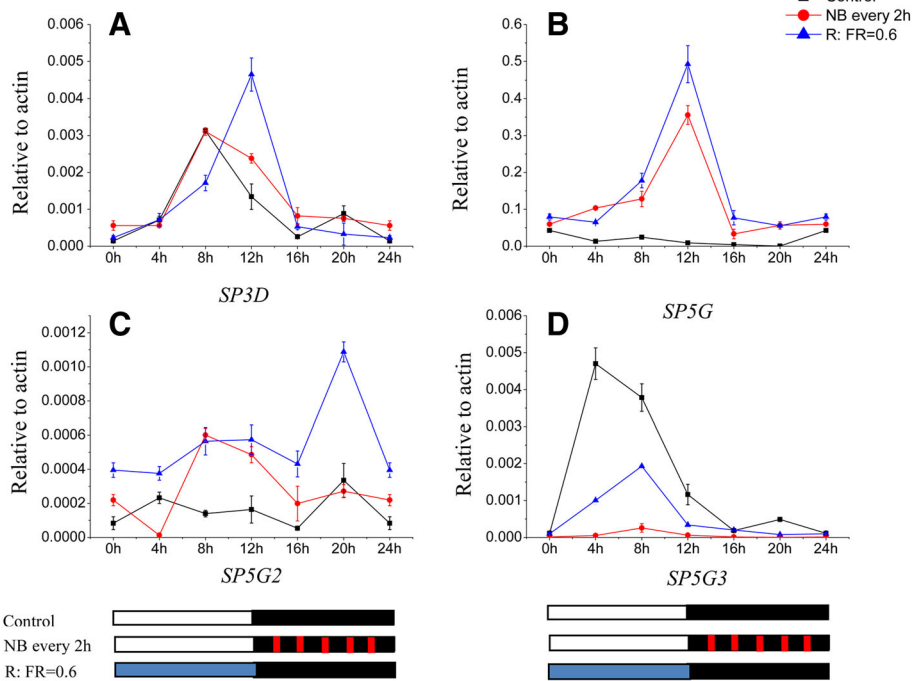 Control
NB every 2h
R: FR=0.6
A
0.006
0.005
0.004
0.003
0.002
0.001
0.000
Relative to actin
0h 4h 8h 12h 16h 20h 24h
SP3D
B
0.6
0.5
0.4
0.3
0.2
0.1
0.0
Relative to actin
0h 4h 8h 12h 16h 20h 24h
SP5G
C
0.0012
0.0010
0.0008
0.0006
0.0004
0.0002
0.0000
Relative to actin
0h 4h 8h 12h 16h 20h 24h
SP5G2
D
0.006
0.005
0.004
0.003
0.002
0.001
0.000
Relative to actin
0h 4h 8h 12h 16h 20h 24h
SP5G3
Control
NB every 2h
R: FR=0.6